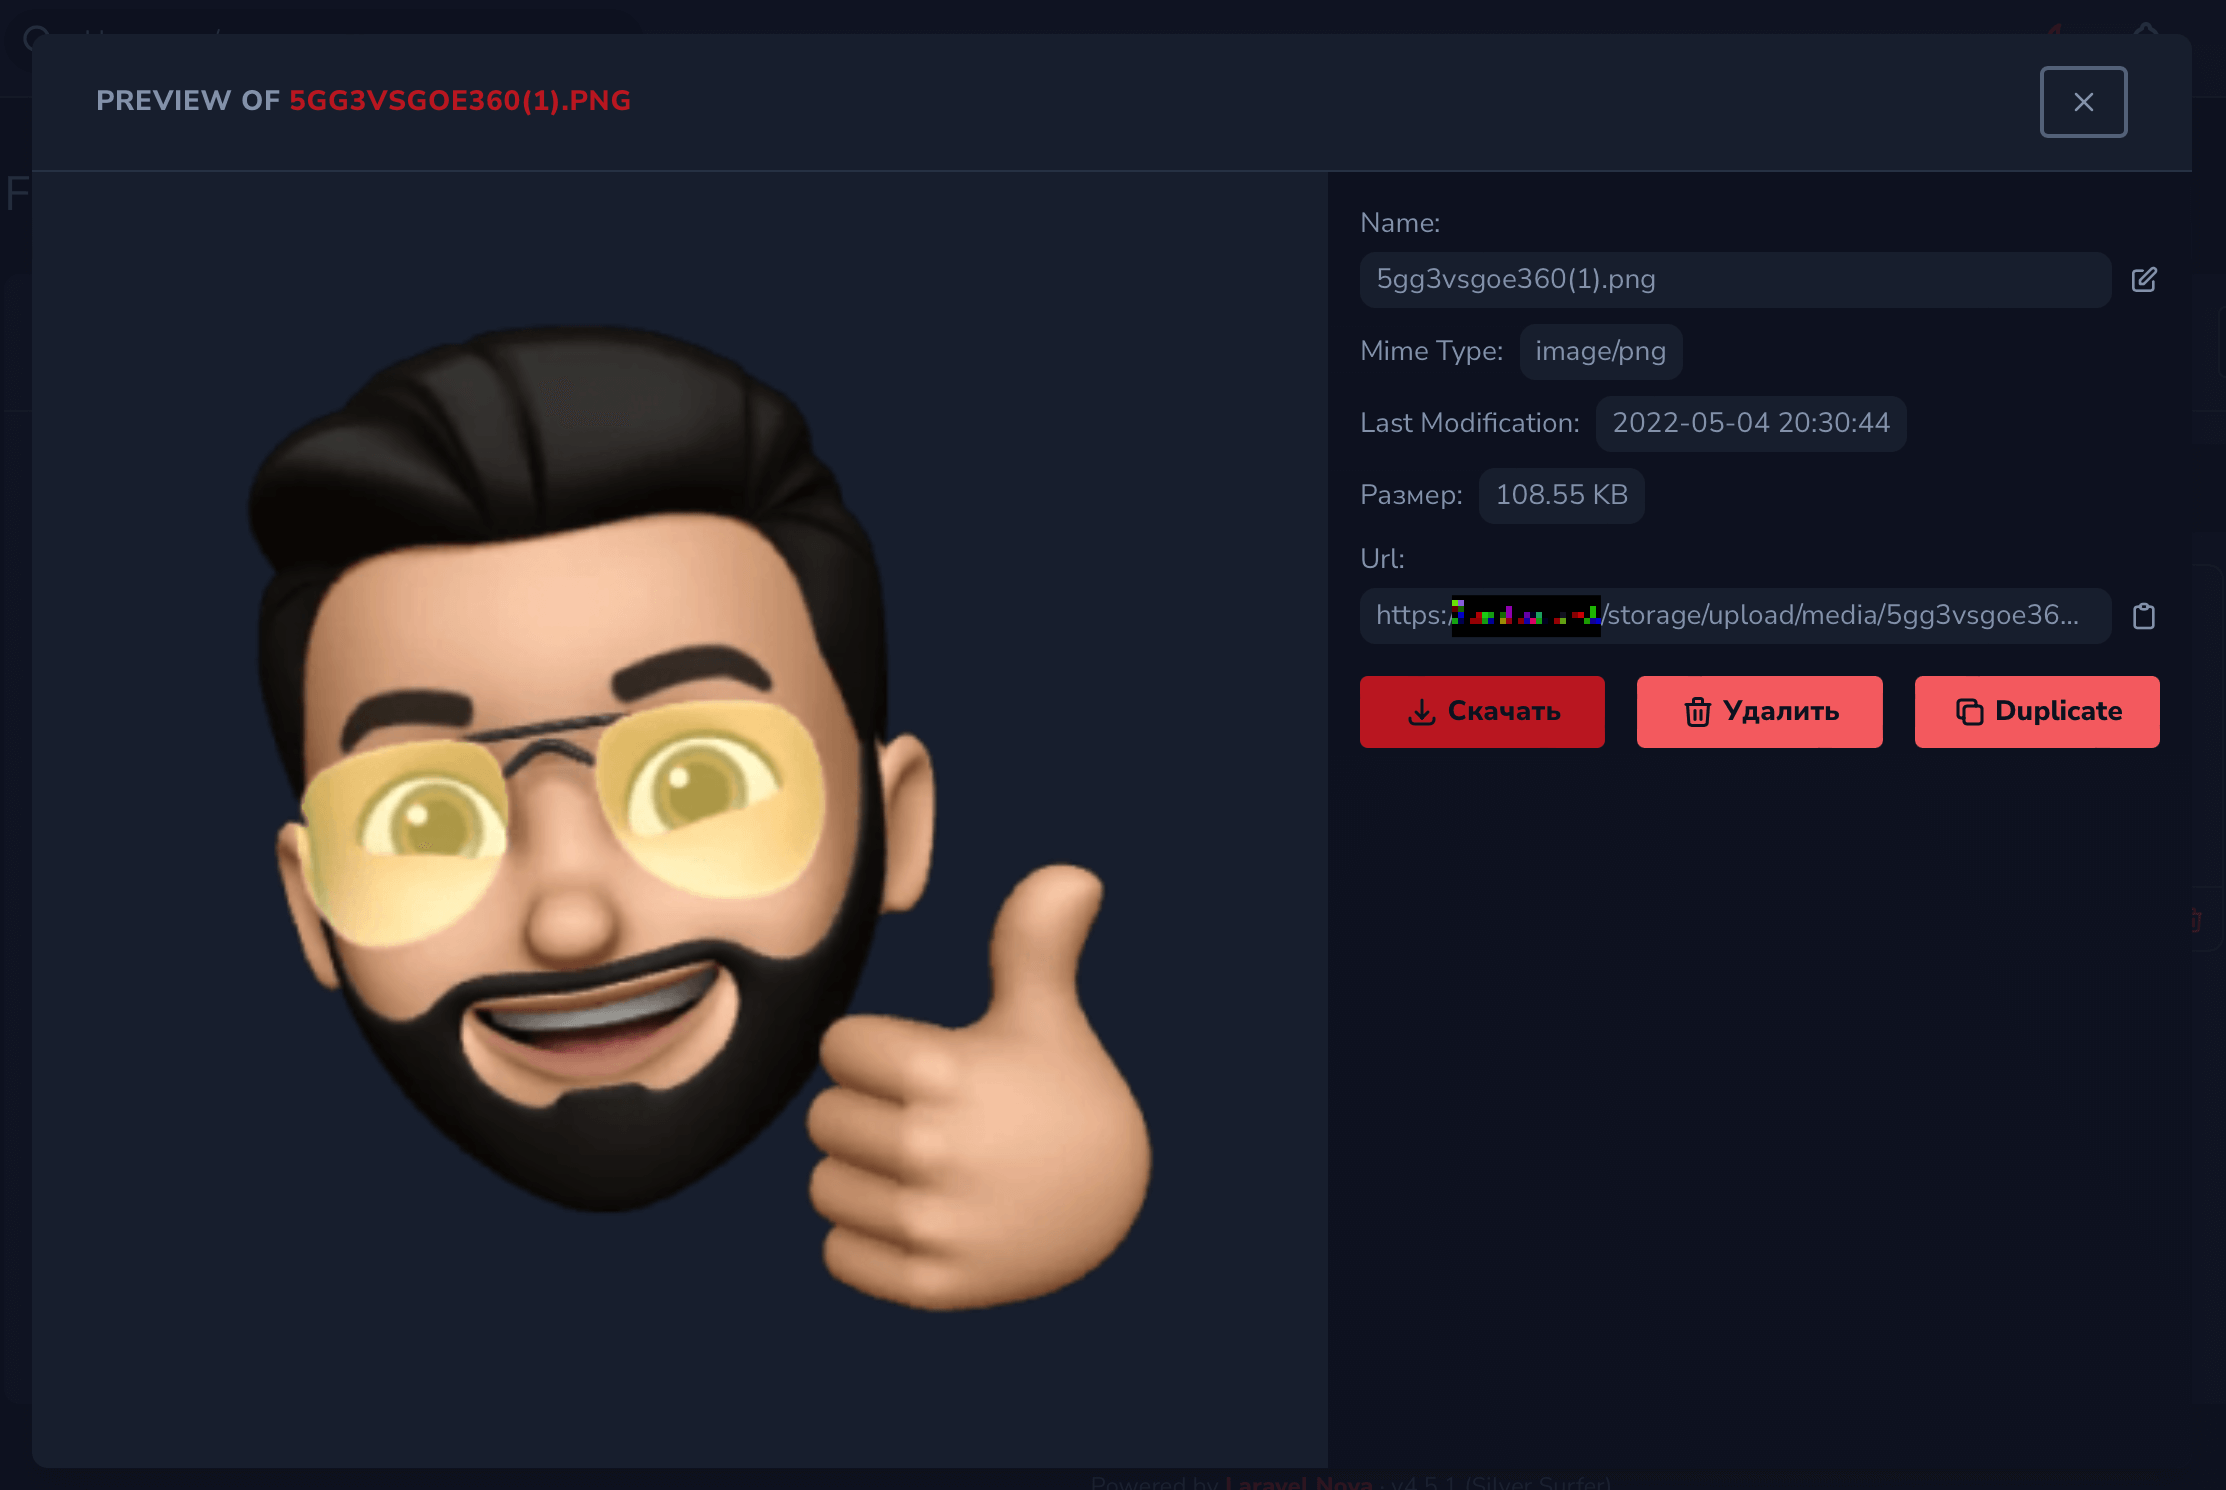 PREVIEW OF 5GG3VSGOE360(1).PNG
Name:
5gg3vsgoe360(1).png
Mime Type: image/png
Last Modification: 2022-05-04 20:30:44
Размер: 108.55 KB
Url:
https:/ /storage/upload/media/5gg3vsgoe36...
Скачать Удалить Duplicate
Powered by Laravel Nova · v4.5.1 (Silver Surfer)